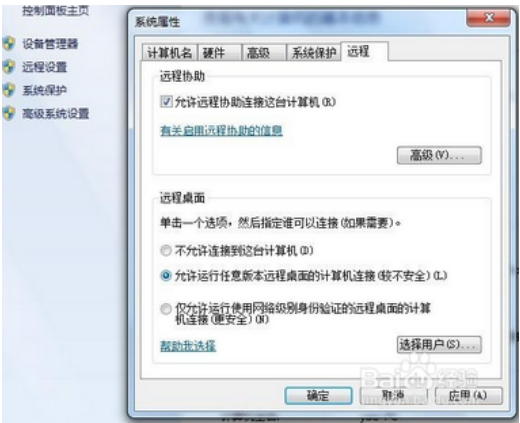 控制面板主页
设备管理器
远程设置
系统保护
高级系统设置
系统属性
计算机名 硬件 高级 系统保护 远程
远程协助
允许远程协助连接这台计算机(R)
有关启用远程协助的信息
高级(V)...
远程桌面
单击一个选项，然后指定谁可以连接(如果需要)。
不允许连接到这台计算机(D)
允许运行任意版本远程桌面的计算机连接(较不安全)(L)
仅允许运行使用网络级别身份验证的远程桌面的计算
机连接(更安全)(N)
帮助我选择
选择用户(S)...
Baidu 经验
确定 取消 应用(A)